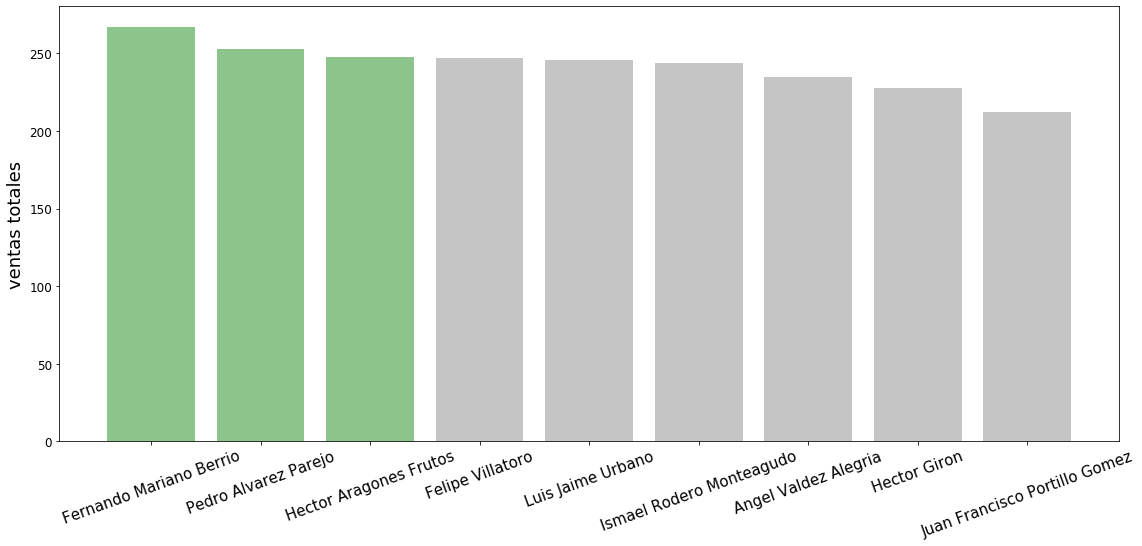 ventas totales
250
200
150
100
50
0
Fernando Mariano Berrio
Pedro Alvarez Parejo
Hector Aragones Frutos
Felipe Villatoro
Luis Jaime Urbano
Ismael Rodero Monteagudo
Angel Valdez Alegria
Hector Giron
Juan Francisco Portillo Gomez